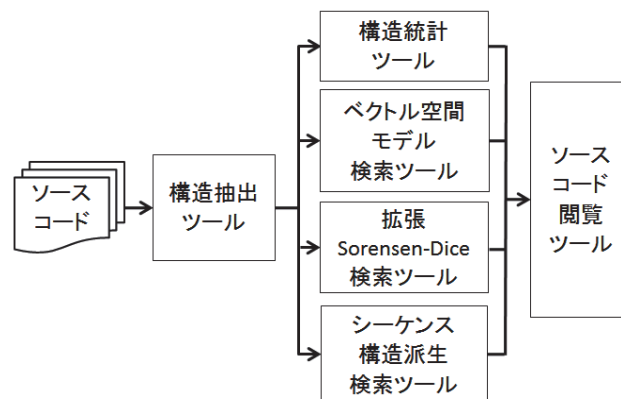 ソース
コード
構造抽出
ツール
構造統計
ツール
ベクトル空間
モデル
検索ツール
拡張
Sorensen-Dice
検索ツール
シーケンス
構造派生
検索ツール
ソース
コード
閲覧
ツール